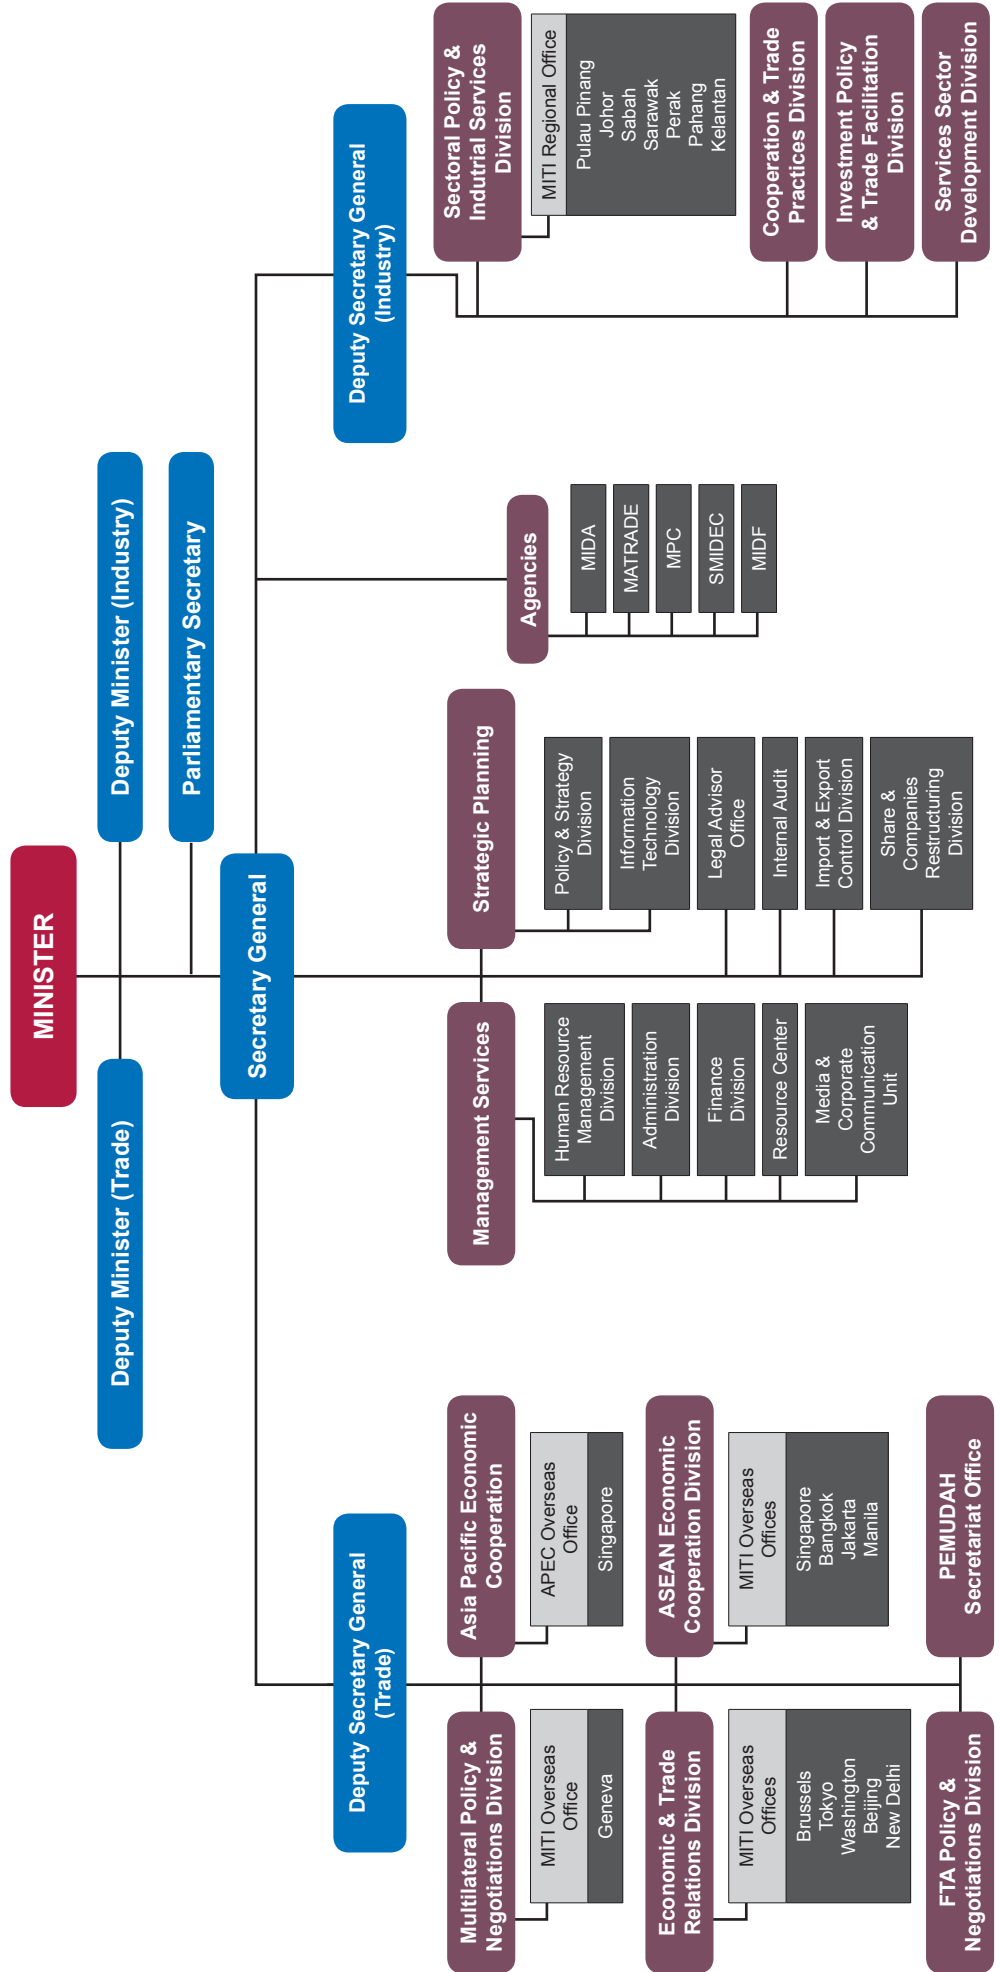 MINISTER
Deputy Minister (Trade)
Deputy Minister (Industry)
Parliamentary Secretary
Secretary General
Deputy Secretary General
(Trade)
Multilateral Policy &
Negotiations Division
MITI Overseas
Office
Geneva
Asia Pacific Economic
Cooperation
APEC Overseas
Office
Singapore
Economic & Trade
Relations Division
MITI Overseas
Offices
Brussels
Tokyo
Washington
Beijing
New Delhi
ASEAN Economic
Cooperation Division
MITI Overseas
Offices
Singapore
Bangkok
Jakarta
Manila
FTA Policy &
Negotiations Division
PEMUDAH
Secretariat Office
Management Services
Human Resource
Management
Division
Administration
Division
Finance
Division
Resource Center
Media &
Corporate
Communication
Unit
Strategic Planning
Policy & Strategy
Division
Information
Technology
Division
Legal Advisor
Office
Internal Audit
Import & Export
Control Division
Share &
Companies
Restructuring
Division
Agencies
MIDA
MATRADE
MPC
SMIDEC
MIDF
Deputy Secretary General
(Industry)
Sectoral Policy &
Indutrial Services
Division
MITI Regional Office
Pulau Pinang
Johor
Sabah
Sarawak
Perak
Pahang
Kelantan
Cooperation & Trade
Practices Division
Investment Policy
& Trade Facilitation
Division
Services Sector
Development Division